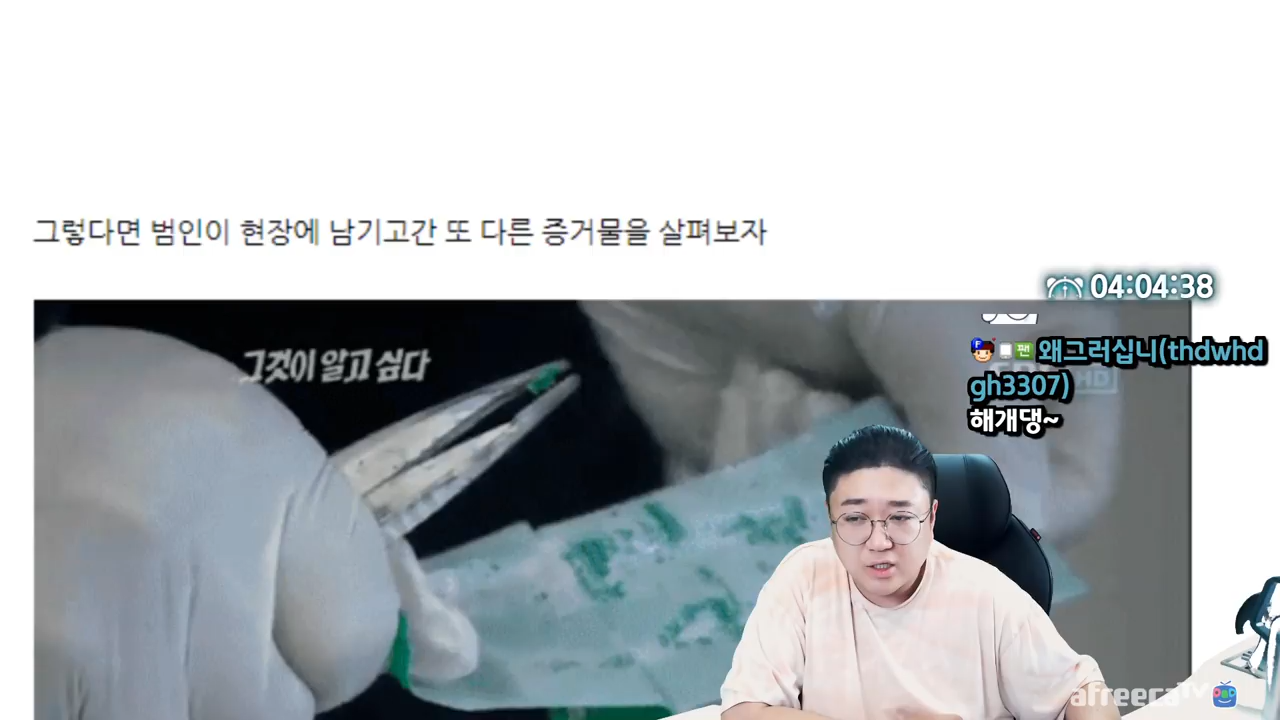 그렇다면 범인이 현장에 남기고간 또 다른 증거물을 살펴보자
04:04:38
그것이 알고 싶다
F 팬 왜그러십니(thdwhd
gh3307)
HD
해개댕~
afreecaTV